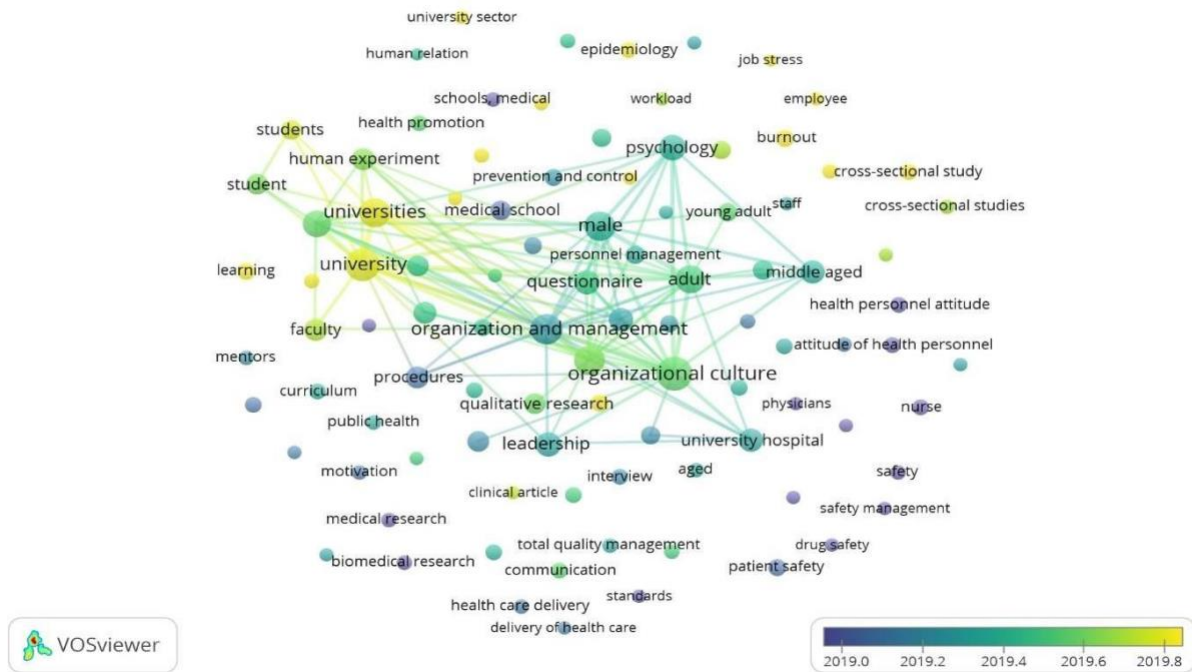 university sector
human relation
epidemiology
job stress
schools, medical
workload
employee
students
health promotion
human experiment
psychology
burnout
student
prevention and control
cross-sectional study
universities
medical school
male
young adult
staff
cross-sectional studies
university
personnel management
learning
questionnaire
adult
middle aged
health personnel attitude
faculty
organization and management
mentors
attitude of health personnel
procedures
organizational culture
curriculum
qualitative research
physicians
nurse
public health
leadership
university hospital
motivation
interview
aged
safety
clinical article
safety management
medical research
total quality management
drug safety
biomedical research
communication
patient safety
health care delivery
standards
delivery of health care
VOSviewer
2019.0 2019.2 2019.4 2019.6 2019.8